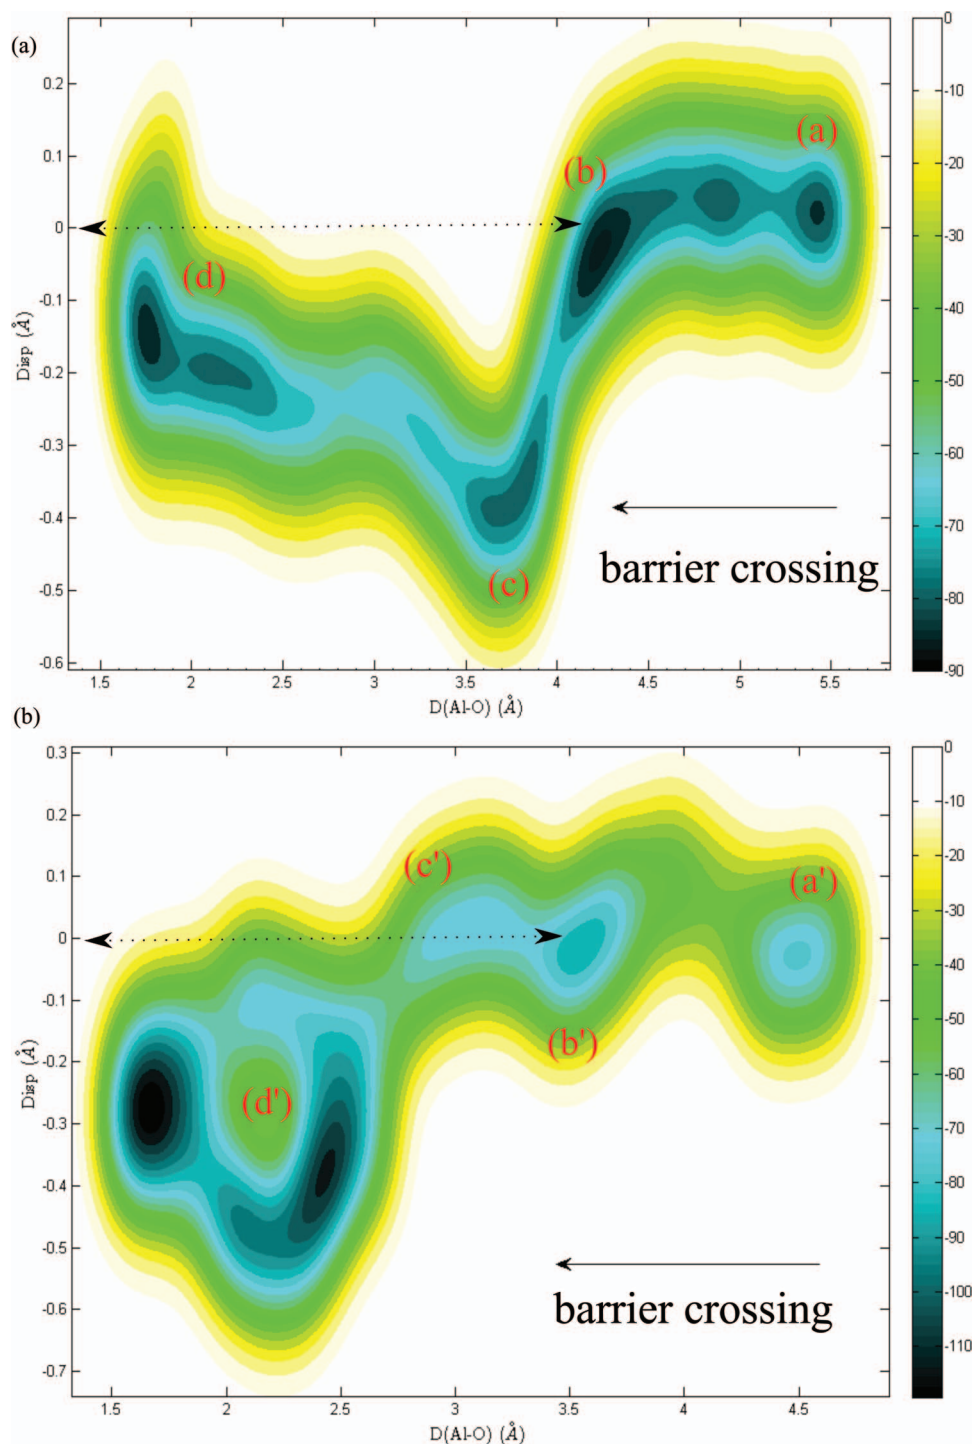 (a)
0.2
0.1
0
-0.1
-0.2
-0.3
-0.4
-0.5
-0.6
Disp (Å)
(a)
(b)
(c)
(d)
barrier crossing
1.5 2 2.5 3 3.5 4 4.5 5 5.5
D(Al-O) (Å)
0
-10
-20
-30
-40
-50
-60
-70
-80
-90
(b)
0.3
0.2
0.1
0
-0.1
-0.2
-0.3
-0.4
-0.5
-0.6
-0.7
Disp (Å)
(a')
(b')
(c')
(d')
barrier crossing
1.5 2 2.5 3 3.5 4 4.5
D(Al-O) (Å)
0
-10
-20
-30
-40
-50
-60
-70
-80
-90
-100
-110